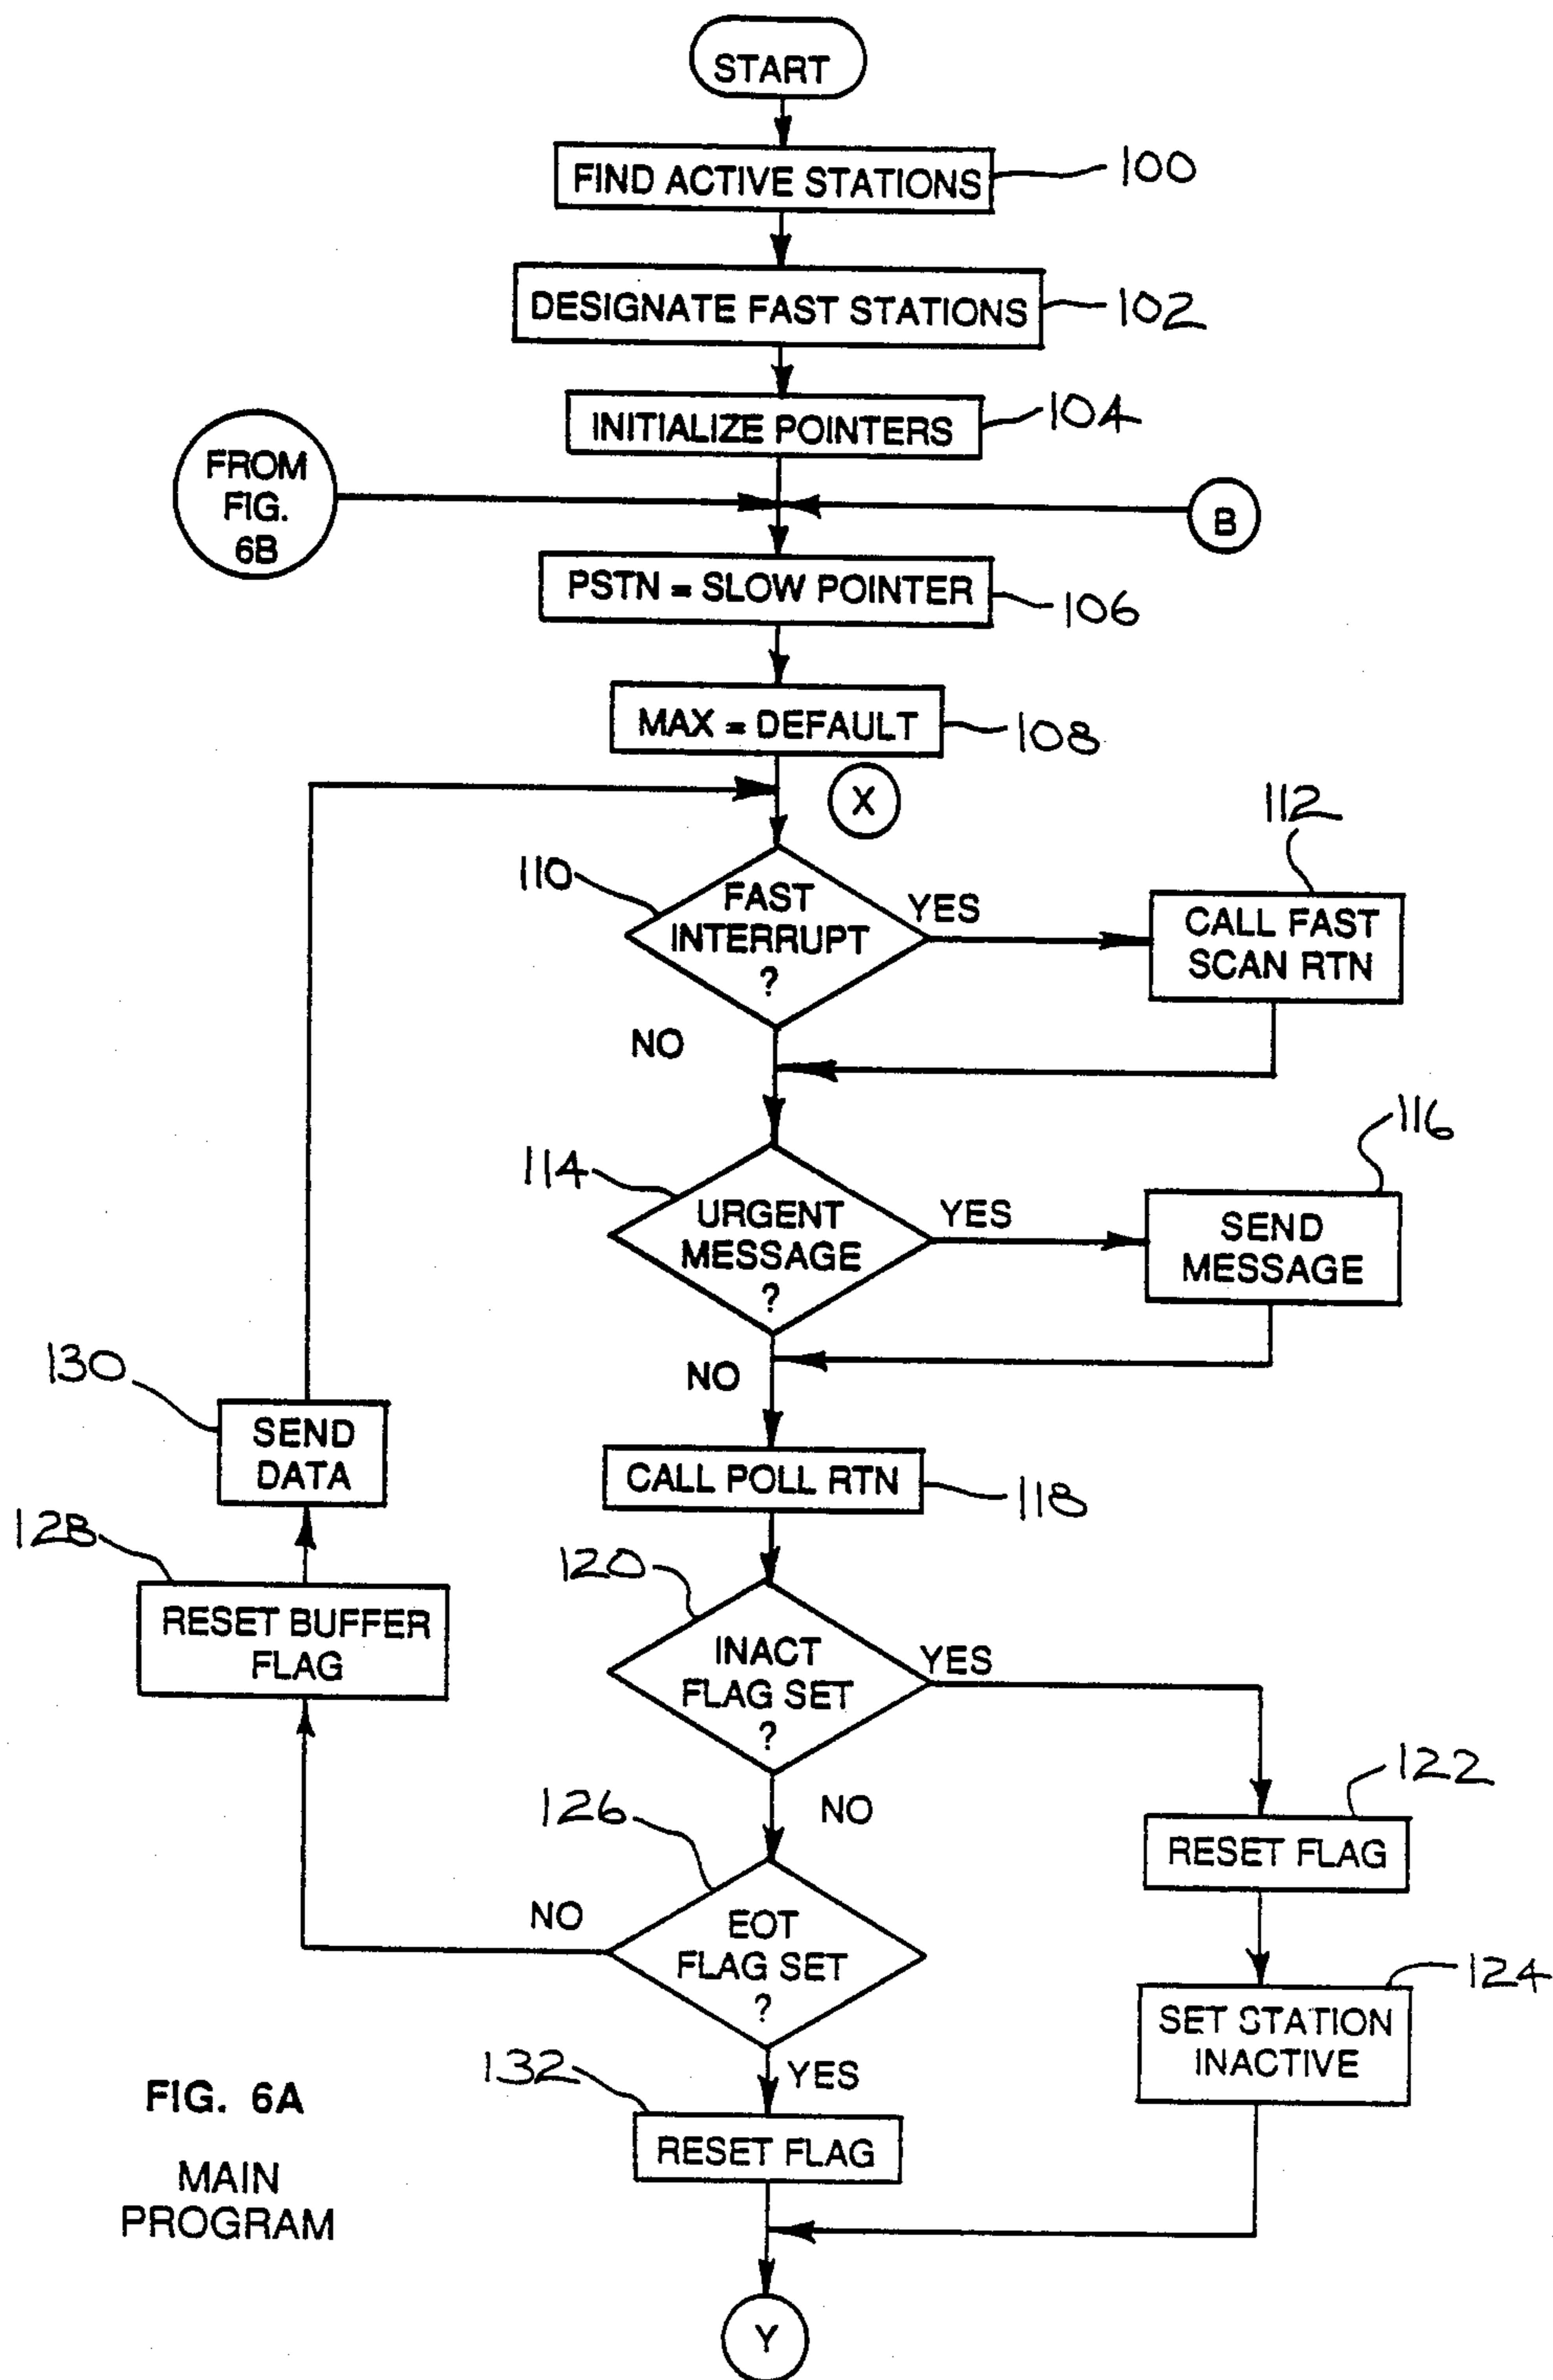 START
FIND ACTIVE STATIONS
100
DESIGNATE FAST STATIONS
102
INITIALIZE POINTERS
104
FROM
FIG.
6B
B
PSTN = SLOW POINTER
106
MAX = DEFAULT
108
X
110
FAST
INTERRUPT
?
YES
112
CALL FAST
SCAN RTN
NO
114
URGENT
MESSAGE
?
YES
116
SEND
MESSAGE
NO
130
SEND
DATA
CALL POLL RTN
118
128
RESET BUFFER
FLAG
120
INACT
FLAG SET
?
YES
122
RESET FLAG
NO
126
EOT
FLAG SET
?
NO
124
SET STATION
INACTIVE
YES
132
RESET FLAG
FIG. 6A
MAIN
PROGRAM
Y